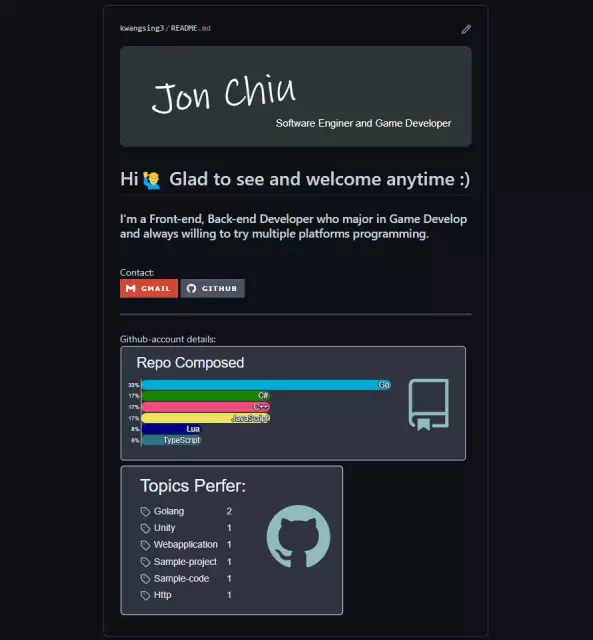 kwangsing3/README.md
Jon Chiu
Software Enginer and Game Developer
Hi🙋‍♂️ Glad to see and welcome anytime :)
I'm a Front-end, Back-end Developer who major in Game Develop
and always willing to try multiple platforms programming.
Contact:
GMAIL GITHUB
Github-account details:
Repo Composed
33% Go
17% C#
17% C++
17% JavaScript
8% Lua
8% TypeScript
Topics Perfer:
Golang 2
Unity 1
Webapplication 1
Sample-project 1
Sample-code 1
Http 1